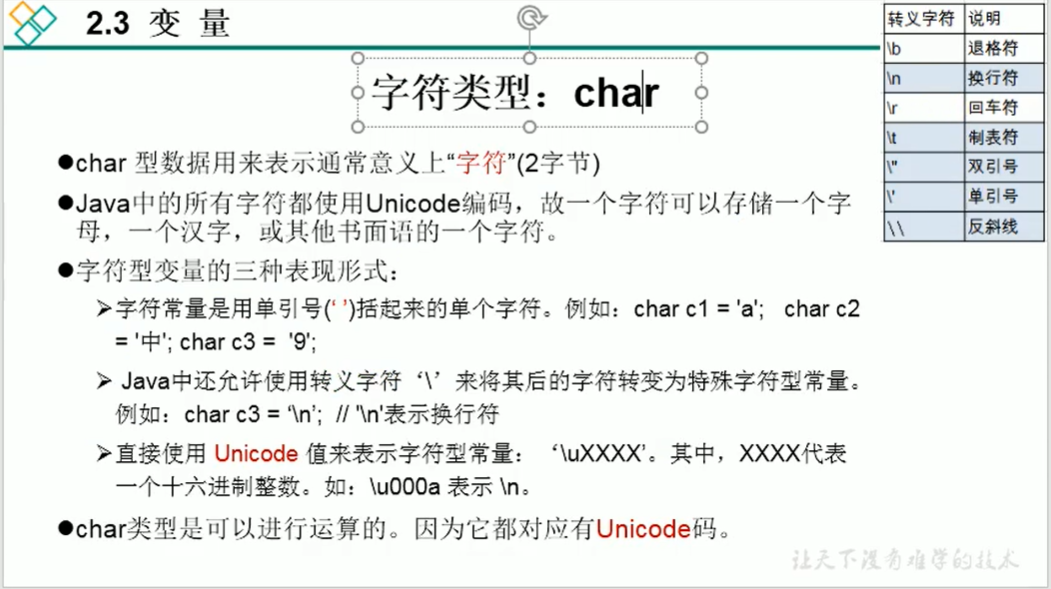 2.3 变 量
字符类型：char
●char 型数据用来表示通常意义上“字符”(2字节)
●Java中的所有字符都使用Unicode编码，故一个字符可以存储一个字
母，一个汉字，或其他书面语的一个字符。
●字符型变量的三种表现形式：
➢字符常量是用单引号(‘ ’)括起来的单个字符。例如：char c1 = 'a'; char c2
= '中'; char c3 = '9';
➢ Java中还允许使用转义字符‘\’来将其后的字符转变为特殊字符型常量。
例如：char c3 = ‘\n’; // '\n'表示换行符
➢直接使用 Unicode 值来表示字符型常量：‘\uXXXX’。其中，XXXX代表
一个十六进制整数。如：\u000a 表示 \n。
●char类型是可以进行运算的。因为它都对应有Unicode码。
转义字符 说明
\b 退格符
\n 换行符
\r 回车符
\t 制表符
\" 双引号
\' 单引号
\\ 反斜线
让天下没有难学的技术